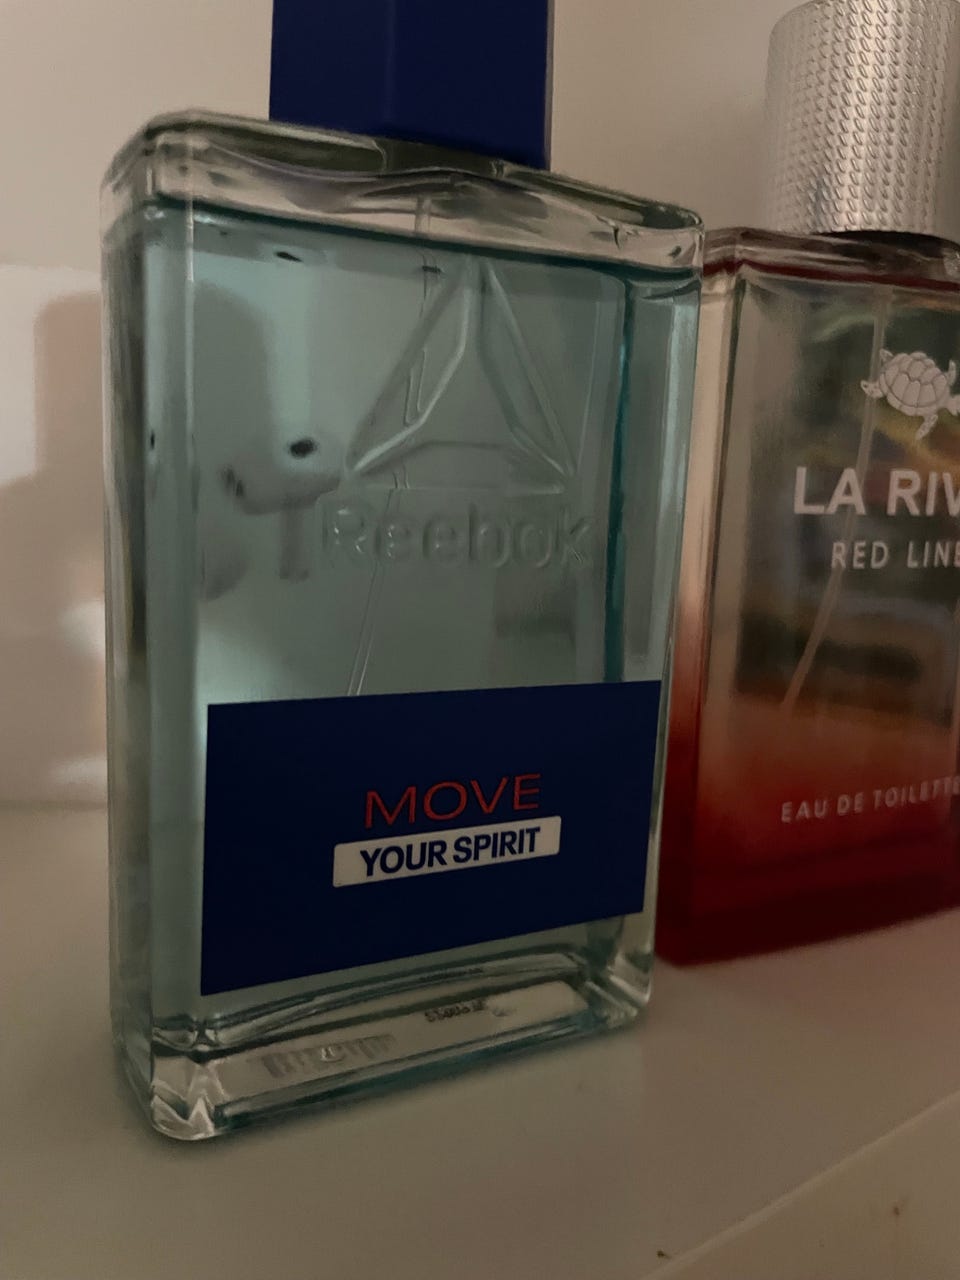 Reebok
MOVE
YOUR SPIRIT
LA RIV
RED LINE
EAU DE TOILETTE